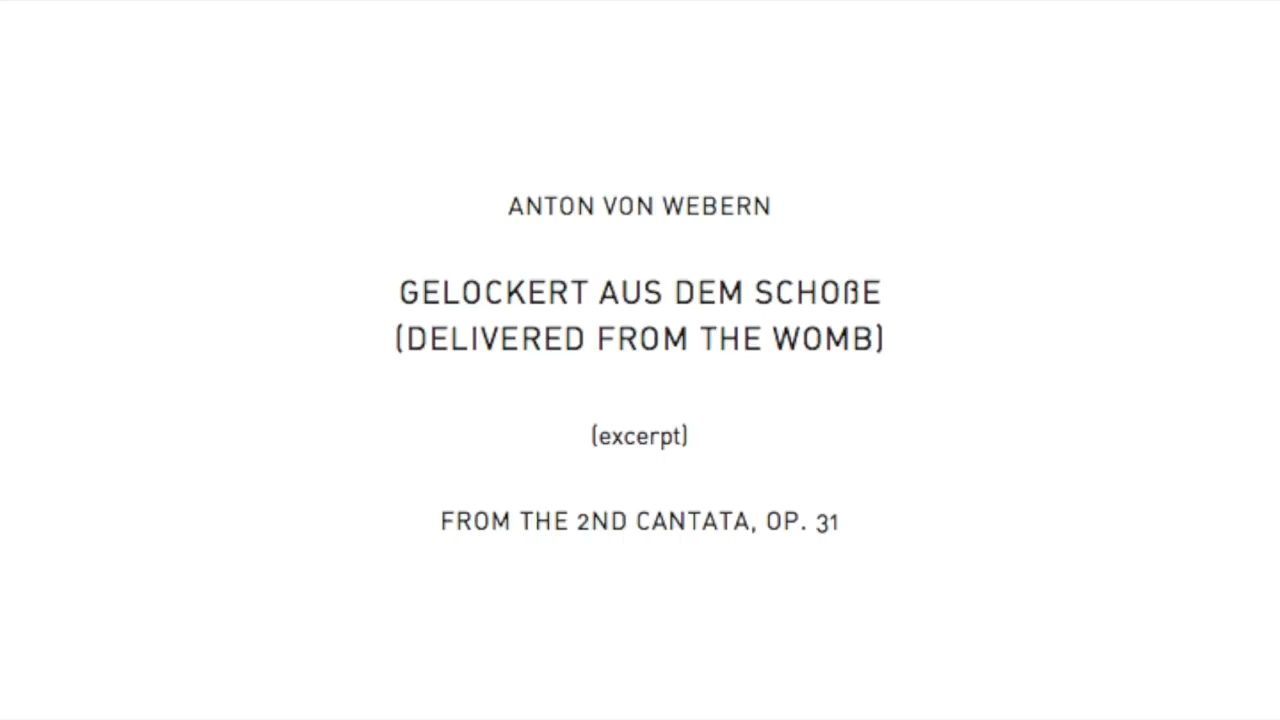 ANTON VON WEBERN
GELOCKERT AUS DEM SCHOßE
(DELIVERED FROM THE WOMB)
(excerpt)
FROM THE 2ND CANTATA, OP. 31